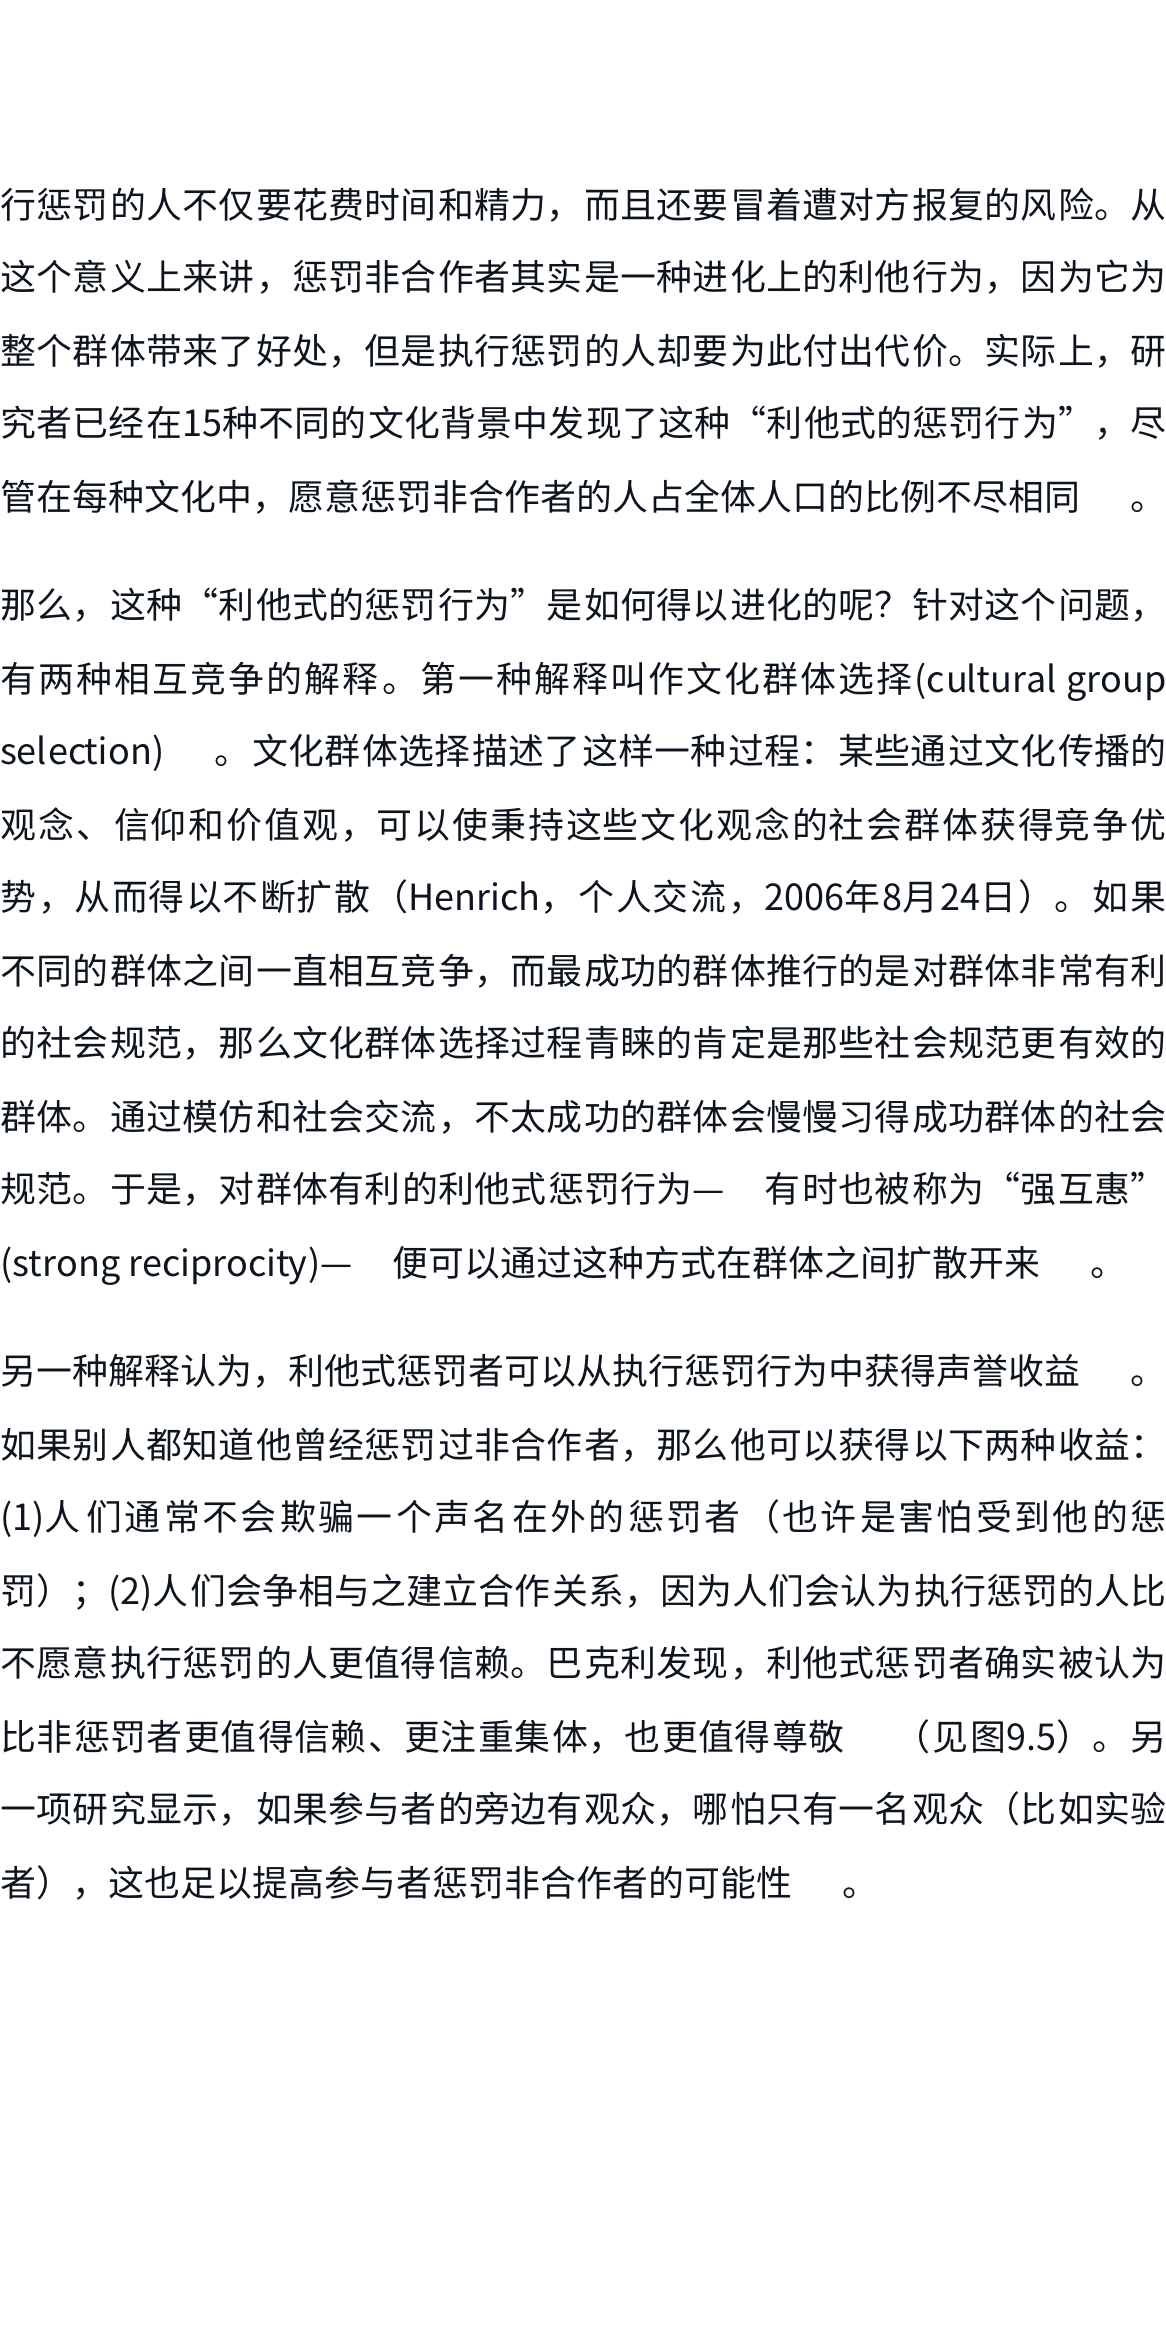 行惩罚的人不仅要花费时间和精力，而且还要冒着遭对方报复的风险。从
这个意义上来讲，惩罚非合作者其实是一种进化上的利他行为，因为它为
整个群体带来了好处，但是执行惩罚的人却要为此付出代价。实际上，研
究者已经在15种不同的文化背景中发现了这种“利他式的惩罚行为”，尽
管在每种文化中，愿意惩罚非合作者的人占全体人口的比例不尽相同 。
那么，这种“利他式的惩罚行为”是如何得以进化的呢？针对这个问题，
有两种相互竞争的解释。第一种解释叫作文化群体选择(cultural group
selection) 。文化群体选择描述了这样一种过程：某些通过文化传播的
观念、信仰和价值观，可以使秉持这些文化观念的社会群体获得竞争优
势，从而得以不断扩散（Henrich，个人交流，2006年8月24日）。如果
不同的群体之间一直相互竞争，而最成功的群体推行的是对群体非常有利
的社会规范，那么文化群体选择过程青睐的肯定是那些社会规范更有效的
群体。通过模仿和社会交流，不太成功的群体会慢慢习得成功群体的社会
规范。于是，对群体有利的利他式惩罚行为— 有时也被称为“强互惠”
(strong reciprocity)— 便可以通过这种方式在群体之间扩散开来 。
另一种解释认为，利他式惩罚者可以从执行惩罚行为中获得声誉收益 。
如果别人都知道他曾经惩罚过非合作者，那么他可以获得以下两种收益：
(1)人们通常不会欺骗一个声名在外的惩罚者（也许是害怕受到他的惩
罚）；(2)人们会争相与之建立合作关系，因为人们会认为执行惩罚的人比
不愿意执行惩罚的人更值得信赖。巴克利发现，利他式惩罚者确实被认为
比非惩罚者更值得信赖、更注重集体，也更值得尊敬 （见图9.5）。另
一项研究显示，如果参与者的旁边有观众，哪怕只有一名观众（比如实验
者），这也足以提高参与者惩罚非合作者的可能性 。